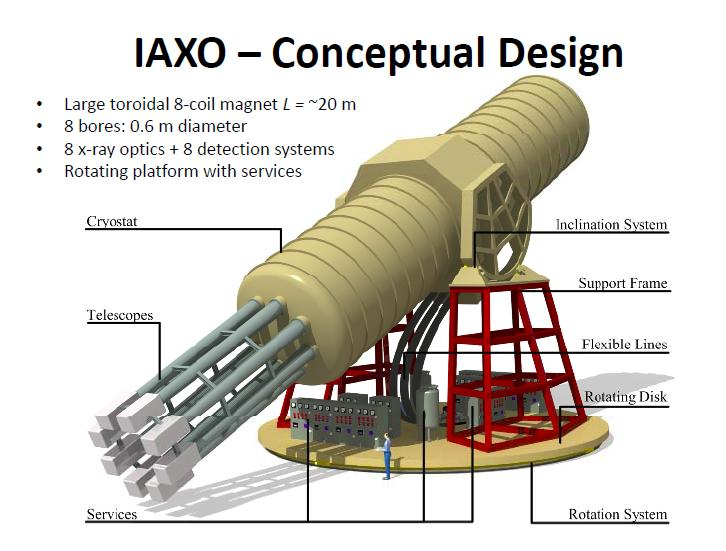 IAXO – Conceptual Design
• Large toroidal 8-coil magnet L = ~20 m
• 8 bores: 0.6 m diameter
• 8 x-ray optics + 8 detection systems
• Rotating platform with services
Cryostat
Inclination System
Support Frame
Telescopes
Flexible Lines
Rotating Disk
Services
Rotation System